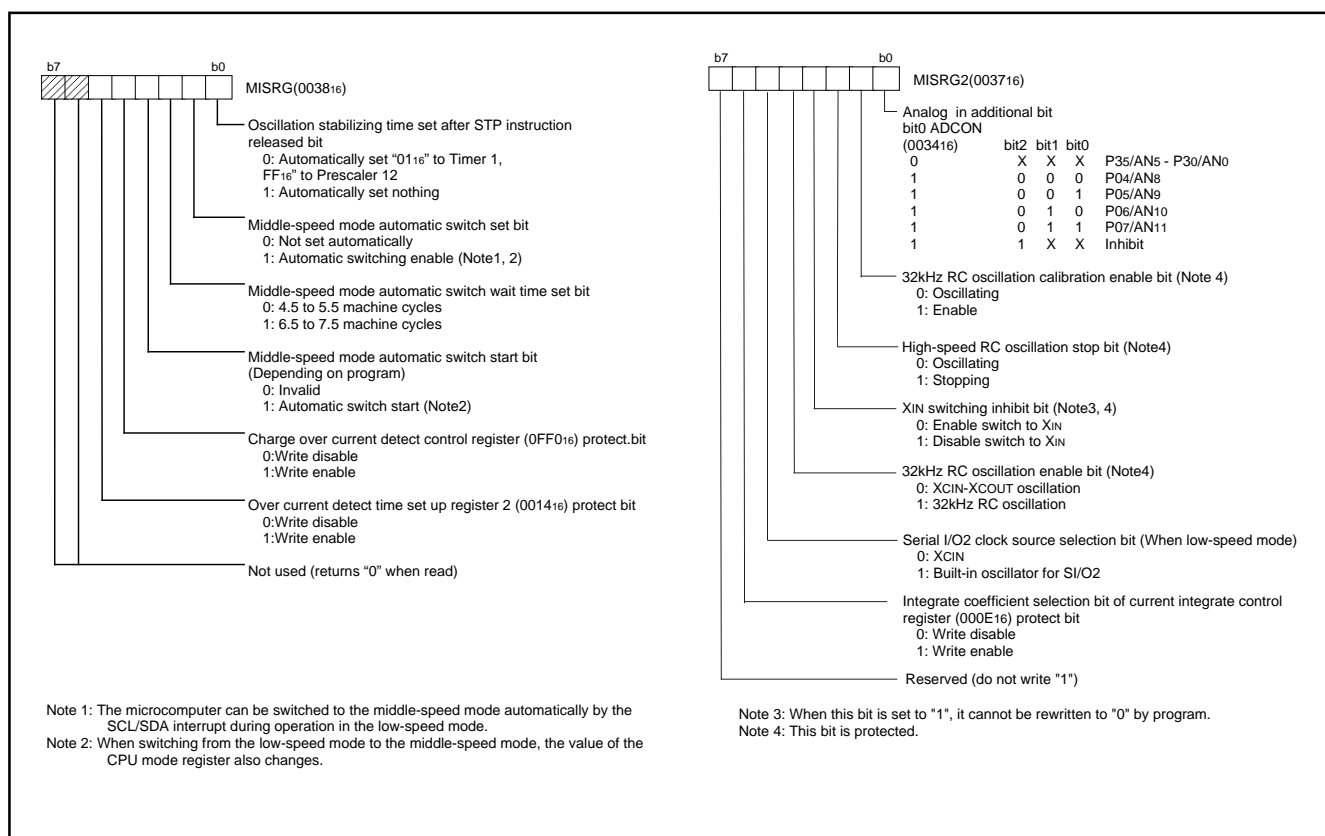 b7 b0
MISRG(003816)
Oscillation stabilizing time set after STP instruction
released bit
0: Automatically set “0116” to Timer 1,
FF16” to Prescaler 12
1: Automatically set nothing
Middle-speed mode automatic switch set bit
0: Not set automatically
1: Automatic switching enable (Note1, 2)
Middle-speed mode automatic switch wait time set bit
0: 4.5 to 5.5 machine cycles
1: 6.5 to 7.5 machine cycles
Middle-speed mode automatic switch start bit
(Depending on program)
0: Invalid
1: Automatic switch start (Note2)
Charge over current detect control register (0FF016) protect.bit
0:Write disable
1:Write enable
Over current detect time set up register 2 (001416) protect bit
0:Write disable
1:Write enable
Not used (returns “0” when read)
Note 1: The microcomputer can be switched to the middle-speed mode automatically by the
SCL/SDA interrupt during operation in the low-speed mode.
Note 2: When switching from the low-speed mode to the middle-speed mode, the value of the
CPU mode register also changes.
b7 b0
MISRG2(003716)
Analog in additional bit
bit0 ADCON
(003416) bit2 bit1 bit0
0 X X X P35/AN5 - P30/AN0
1 0 0 0 P04/AN8
1 0 0 1 P05/AN9
1 0 1 0 P06/AN10
1 0 1 1 P07/AN11
1 1 X X Inhibit
32kHz RC oscillation calibration enable bit (Note 4)
0: Oscillating
1: Enable
High-speed RC oscillation stop bit (Note4)
0: Oscillating
1: Stopping
XIN switching inhibit bit (Note3, 4)
0: Enable switch to XIN
1: Disable switch to XIN
32kHz RC oscillation enable bit (Note4)
0: XCIN-XCOUT oscillation
1: 32kHz RC oscillation
Serial I/O2 clock source selection bit (When low-speed mode)
0: XCIN
1: Built-in oscillator for SI/O2
Integrate coefficient selection bit of current integrate control
register (000E16) protect bit
0: Write disable
1: Write enable
Reserved (do not write "1")
Note 3: When this bit is set to "1", it cannot be rewritten to "0" by program.
Note 4: This bit is protected.